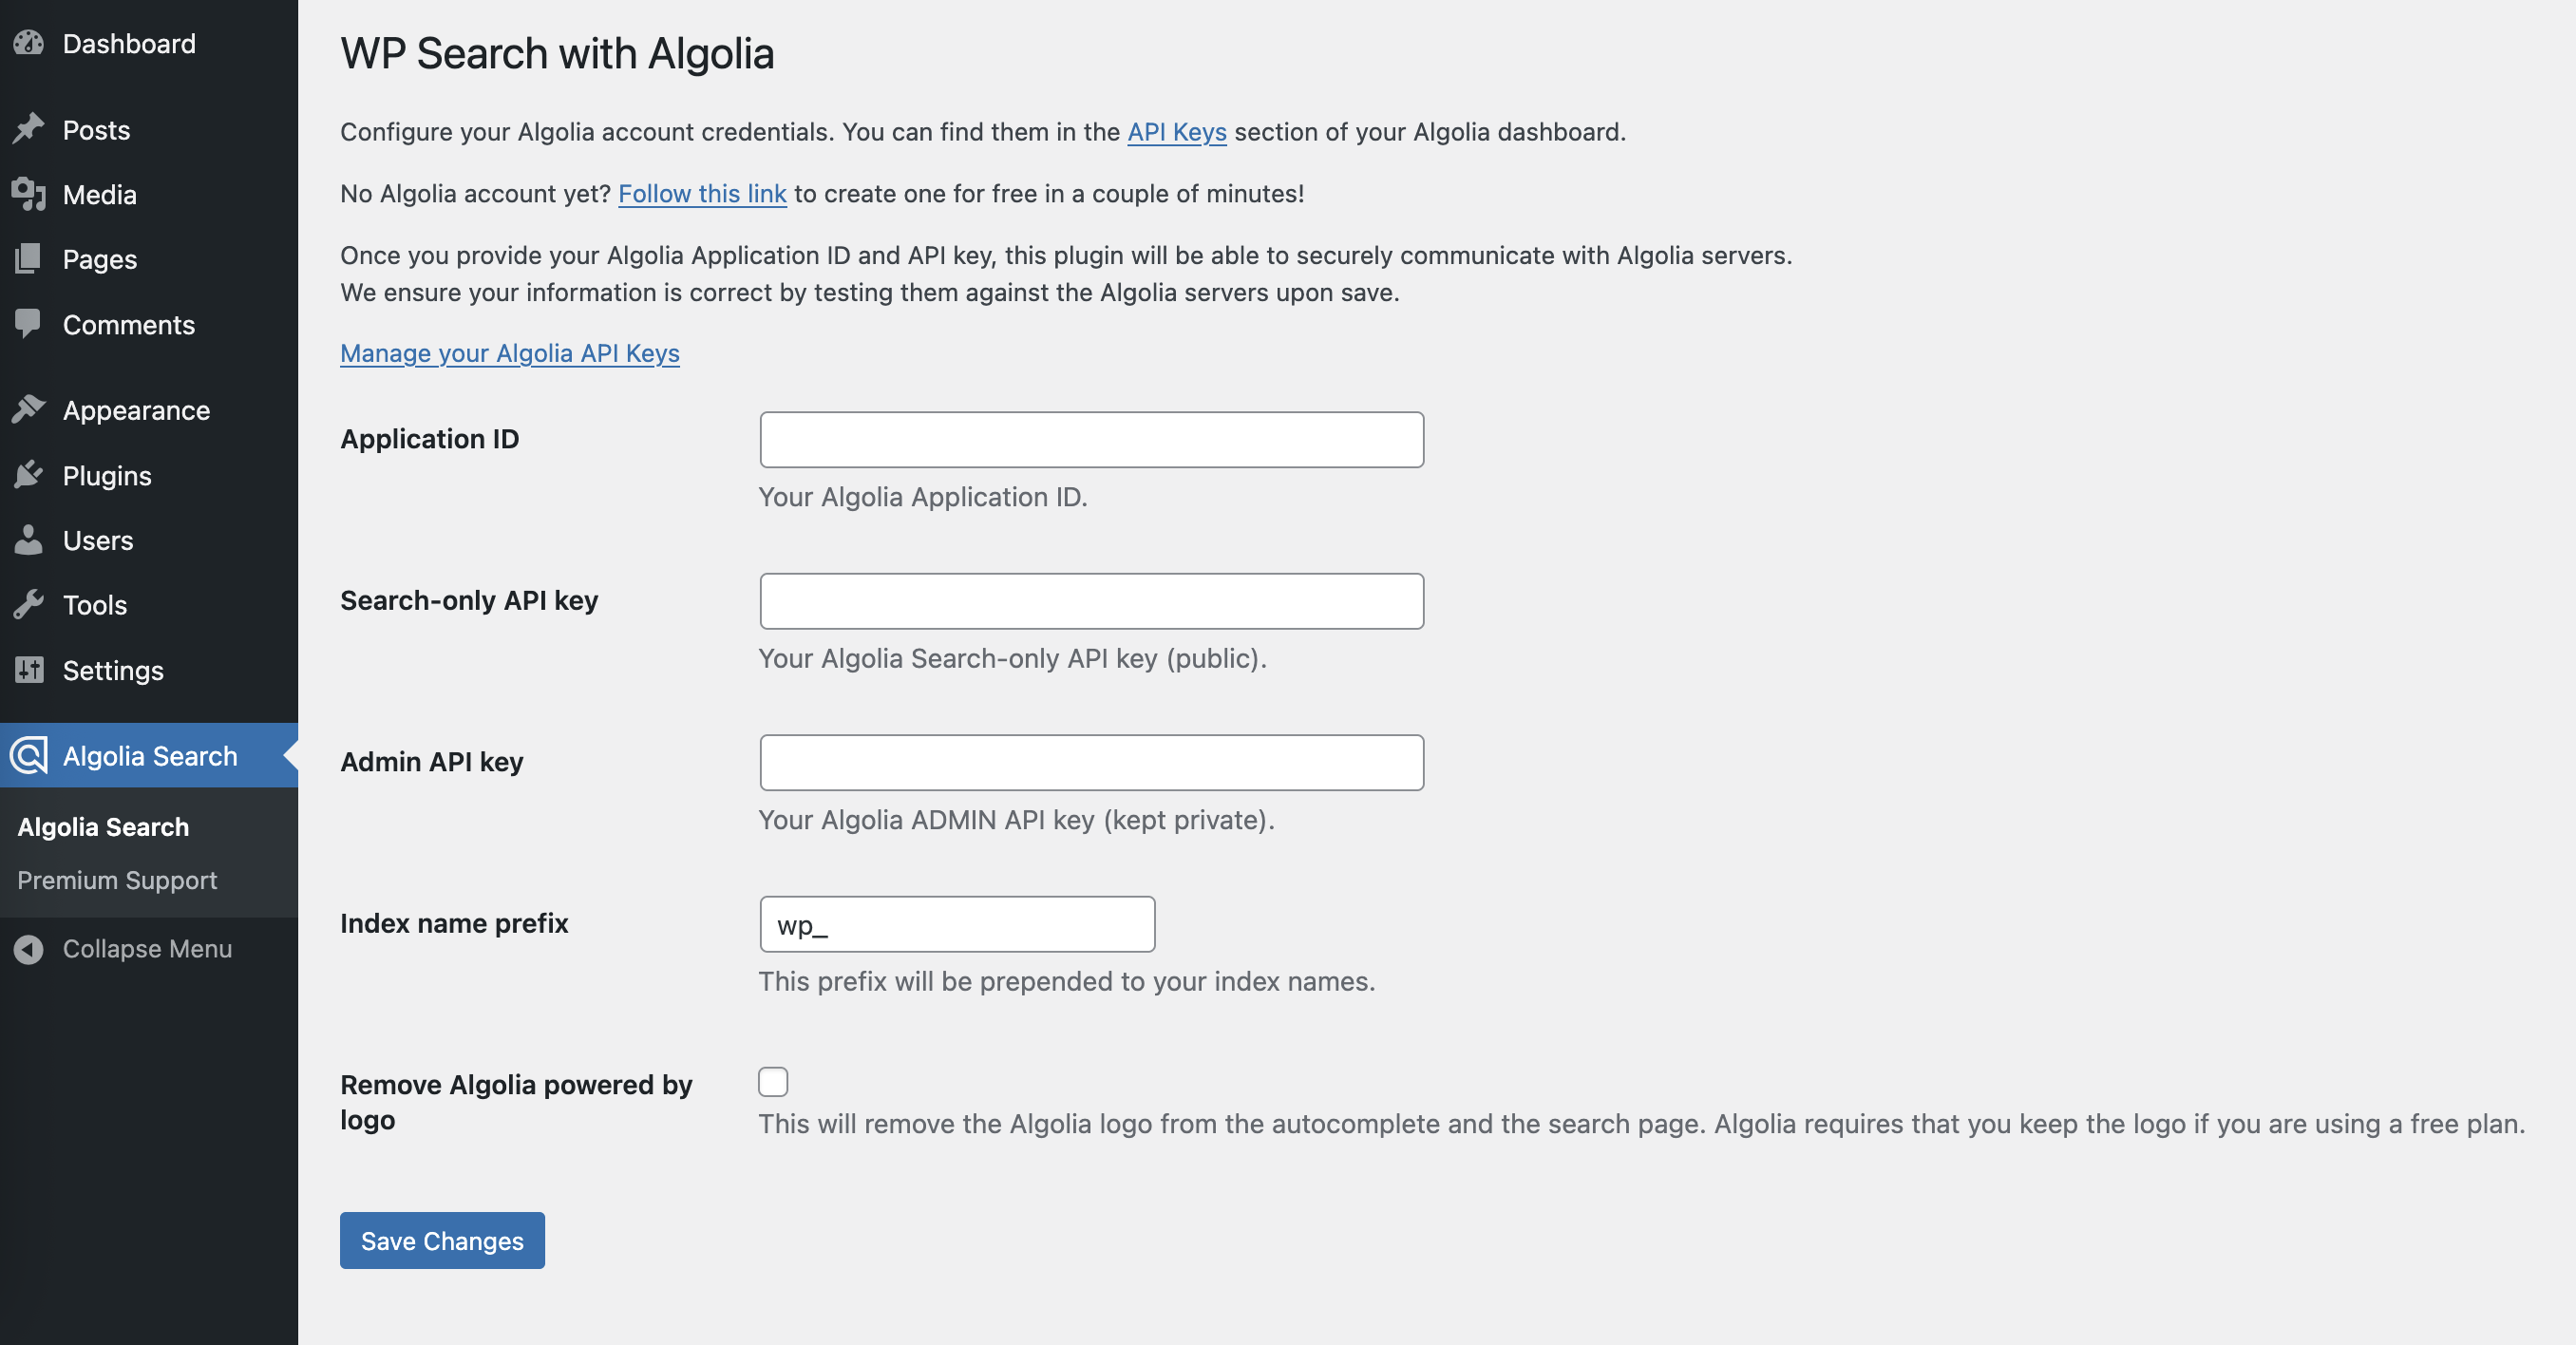 Dashboard
Posts
Media
Pages
Comments
Appearance
Plugins
Users
Tools
Settings
Algolia Search
Algolia Search
Premium Support
Collapse Menu
WP Search with Algolia
Configure your Algolia account credentials. You can find them in the API Keys section of your Algolia dashboard.
No Algolia account yet? Follow this link to create one for free in a couple of minutes!
Once you provide your Algolia Application ID and API key, this plugin will be able to securely communicate with Algolia servers.
We ensure your information is correct by testing them against the Algolia servers upon save.
Manage your Algolia API Keys
Application ID
Your Algolia Application ID.
Search-only API key
Your Algolia Search-only API key (public).
Admin API key
Your Algolia ADMIN API key (kept private).
Index name prefix
wp_
This prefix will be prepended to your index names.
Remove Algolia powered by
logo
This will remove the Algolia logo from the autocomplete and the search page. Algolia requires that you keep the logo if you are using a free plan.
Save Changes